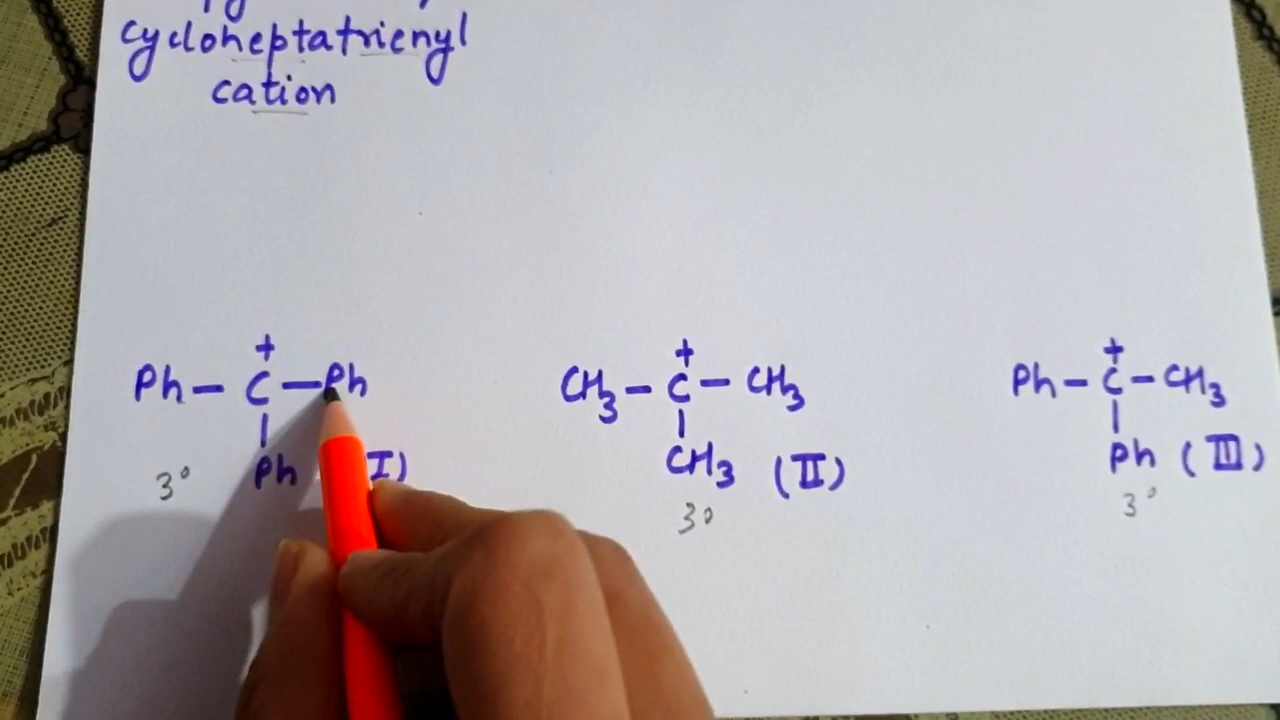 cycloheptatrienyl
cation
+
Ph – C – Ph
|
Ph
I)
3°
+
CH₃ – C – CH₃
|
CH₃ (II)
3°
+
Ph – C – CH₃
|
Ph (III)
3°